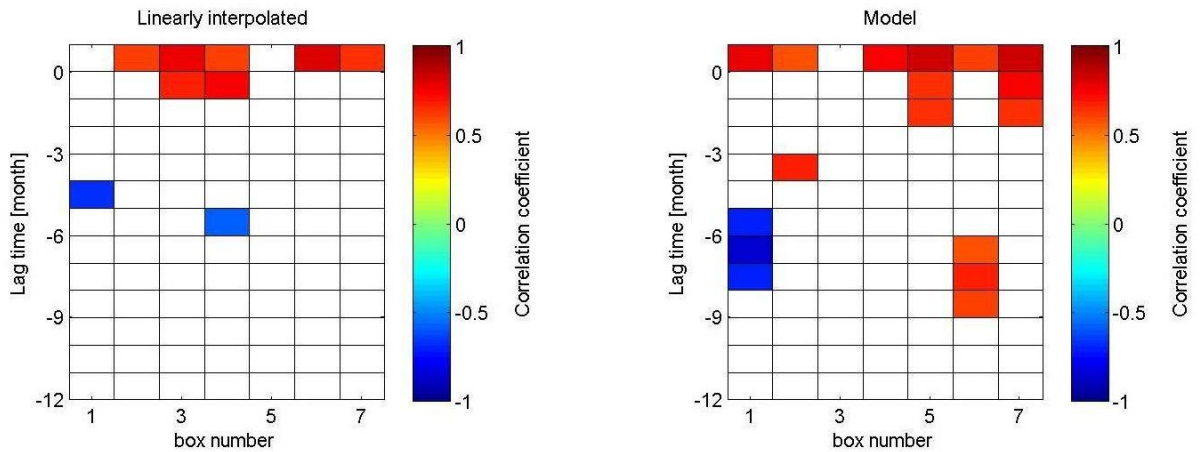 Linearly interpolated
0
-3
-6
-9
-12
Lag time [month]
1 3 5 7
box number
1
0.5
0
-0.5
-1
Correlation coefficient
Model
0
-3
-6
-9
-12
Lag time [month]
1 3 5 7
box number
1
0.5
0
-0.5
-1
Correlation coefficient